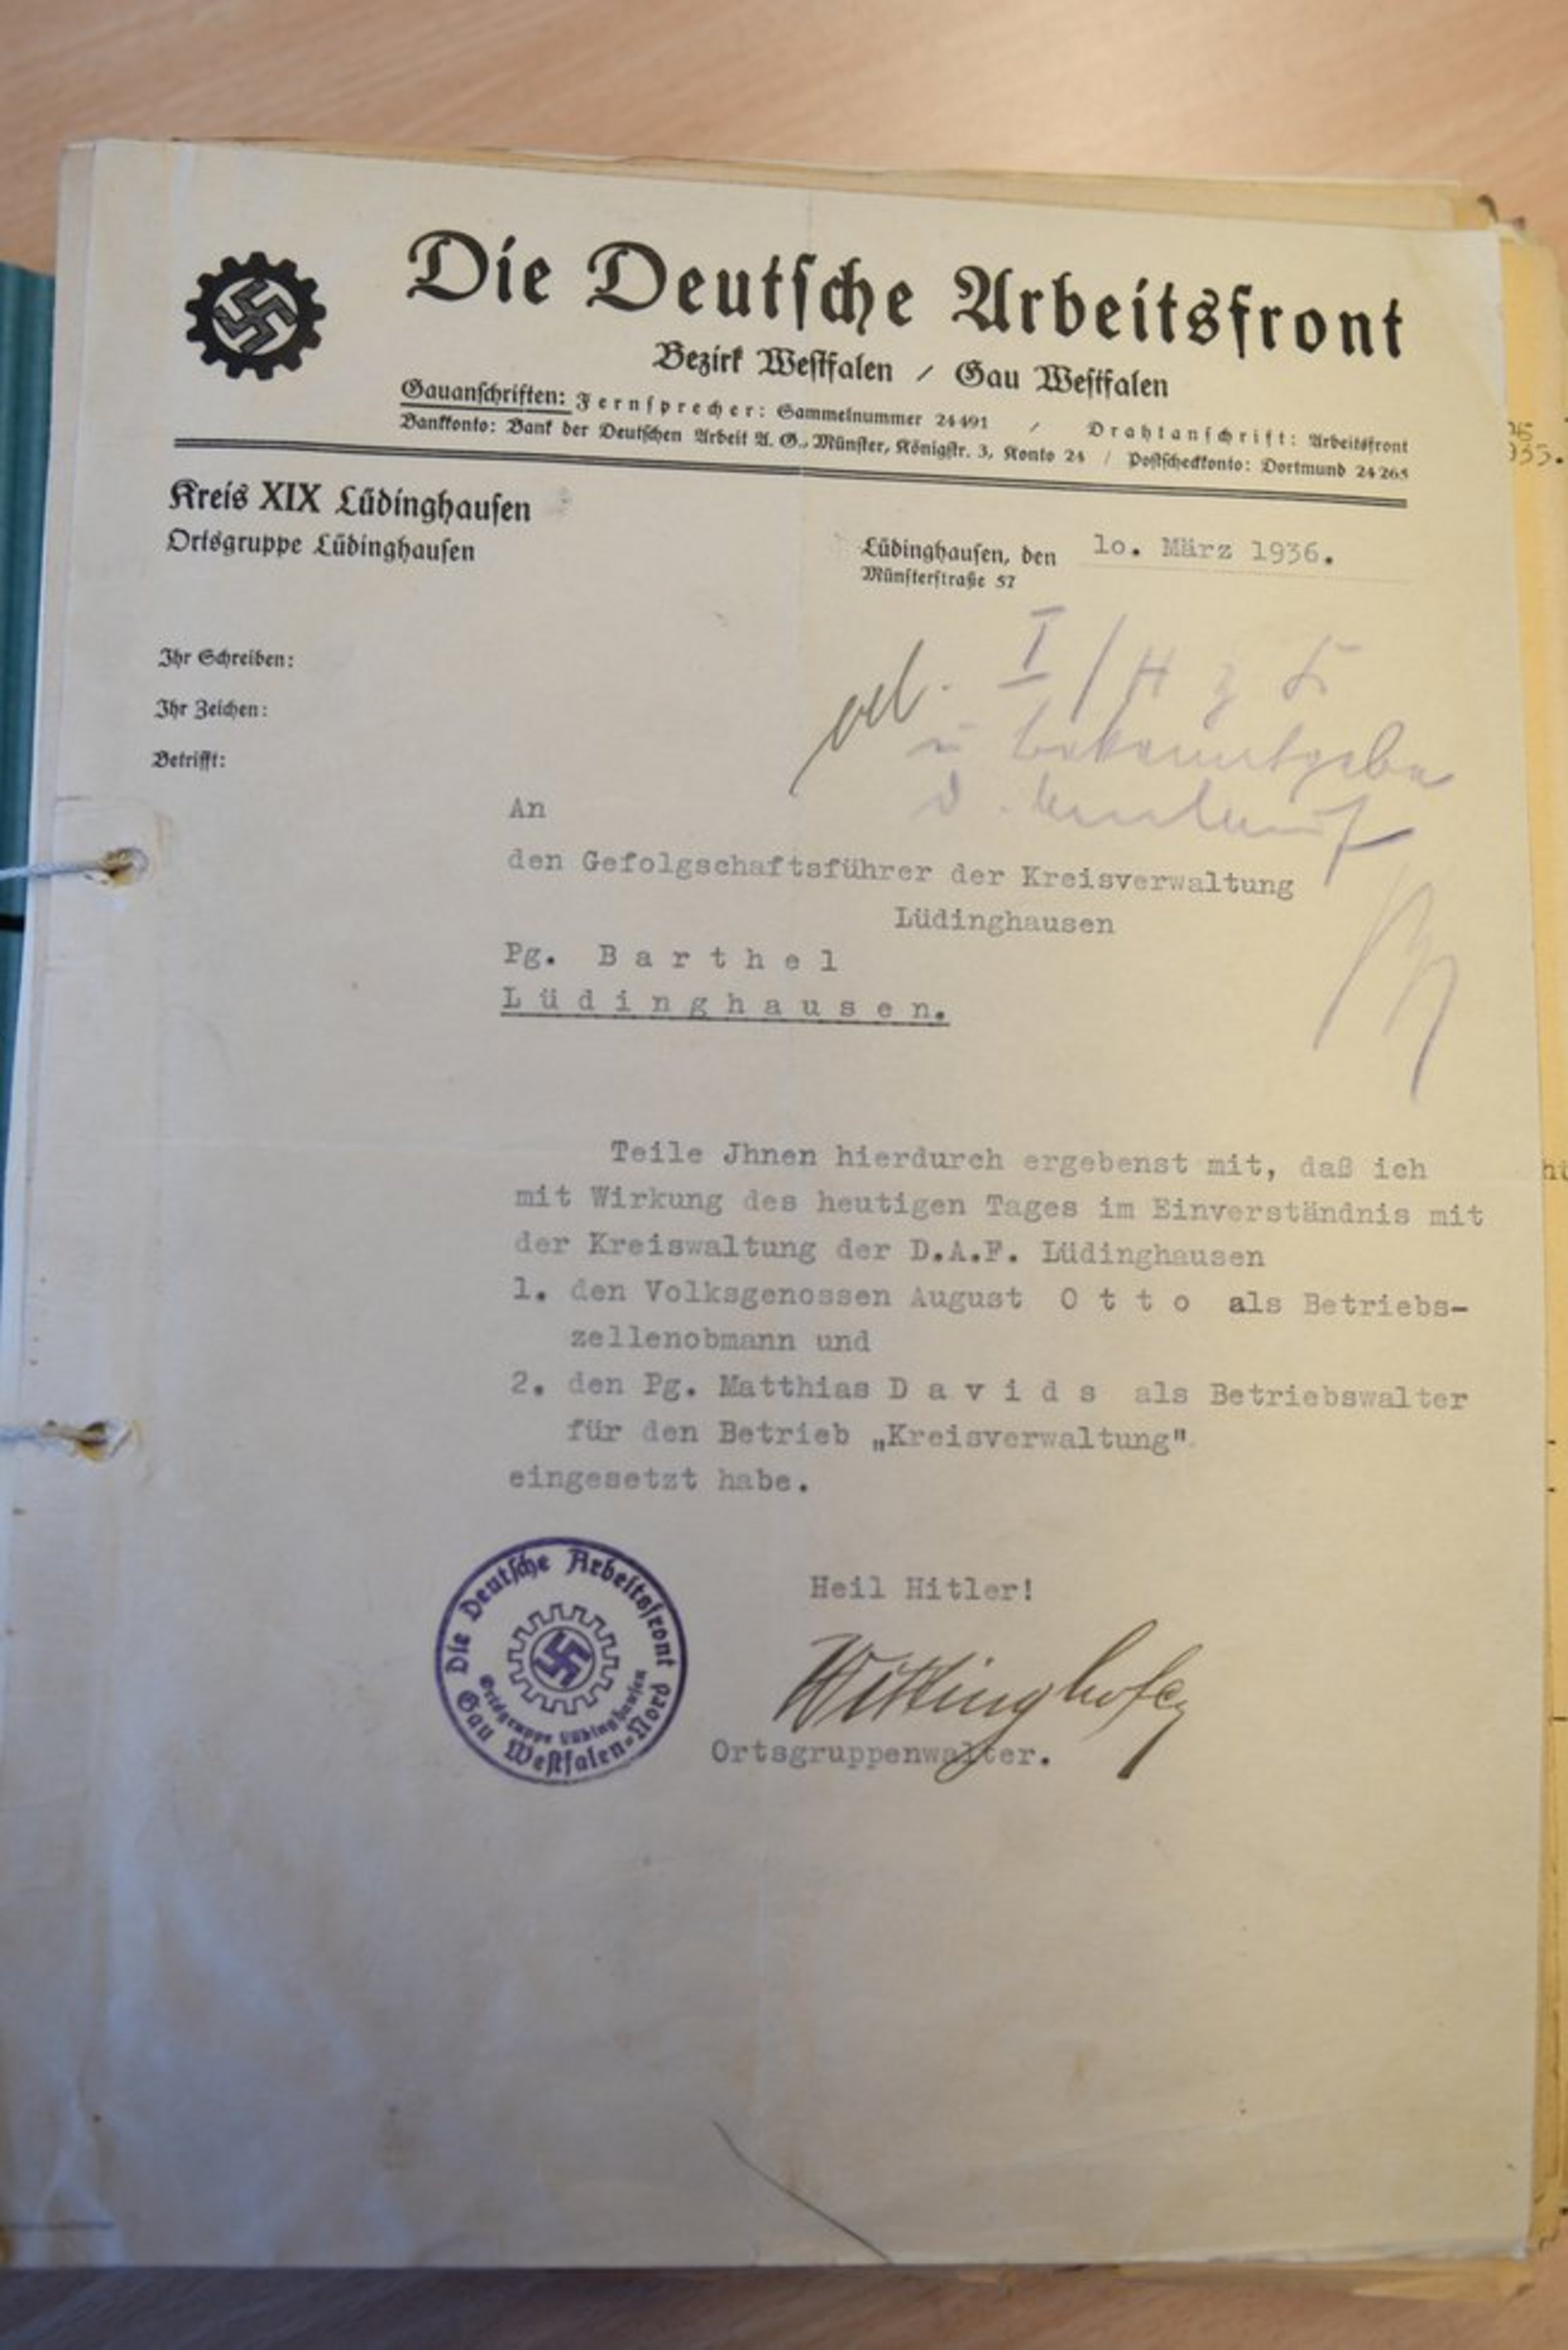 Die Deutsche Arbeitsfront
Bezirk Westfalen / Gau Westfalen
Gauanschriften: Fernsprecher: Sammelnummer 24491 / Drahtanschrift: Arbeitsfront
Bankkonto: Bank der Deutschen Arbeit A. G., Münster, Königstr. 3, Konto 24 / Postscheckkonto: Dortmund 24265
Kreis XIX Lüdinghausen
Ortsgruppe Lüdinghausen
Lüdinghausen, den 10. März 1936.
Münsterstraße 57
Ihr Schreiben:
Ihr Zeichen:
Betrifft:
I/H z K
Bekanntgabe
An
den Gefolgschaftsführer der Kreisverwaltung
Lüdinghausen
Pg. Barthel
Lüdinghausen.
Teile Jhnen hierdurch ergebenst mit, daß ich
mit Wirkung des heutigen Tages im Einverständnis mit
der Kreiswaltung der D.A.F. Lüdinghausen
1. den Volksgenossen August Otto als Betriebs-
zellenobmann und
2. den Pg. Matthias Davids als Betriebswalter
für den Betrieb „Kreisverwaltung".
eingesetzt habe.
Heil Hitler!
Ortsgruppenwalter.
Die Deutsche Arbeitsfront
Gau Westfalen-Nord
Ortsgruppe Lüdinghausen